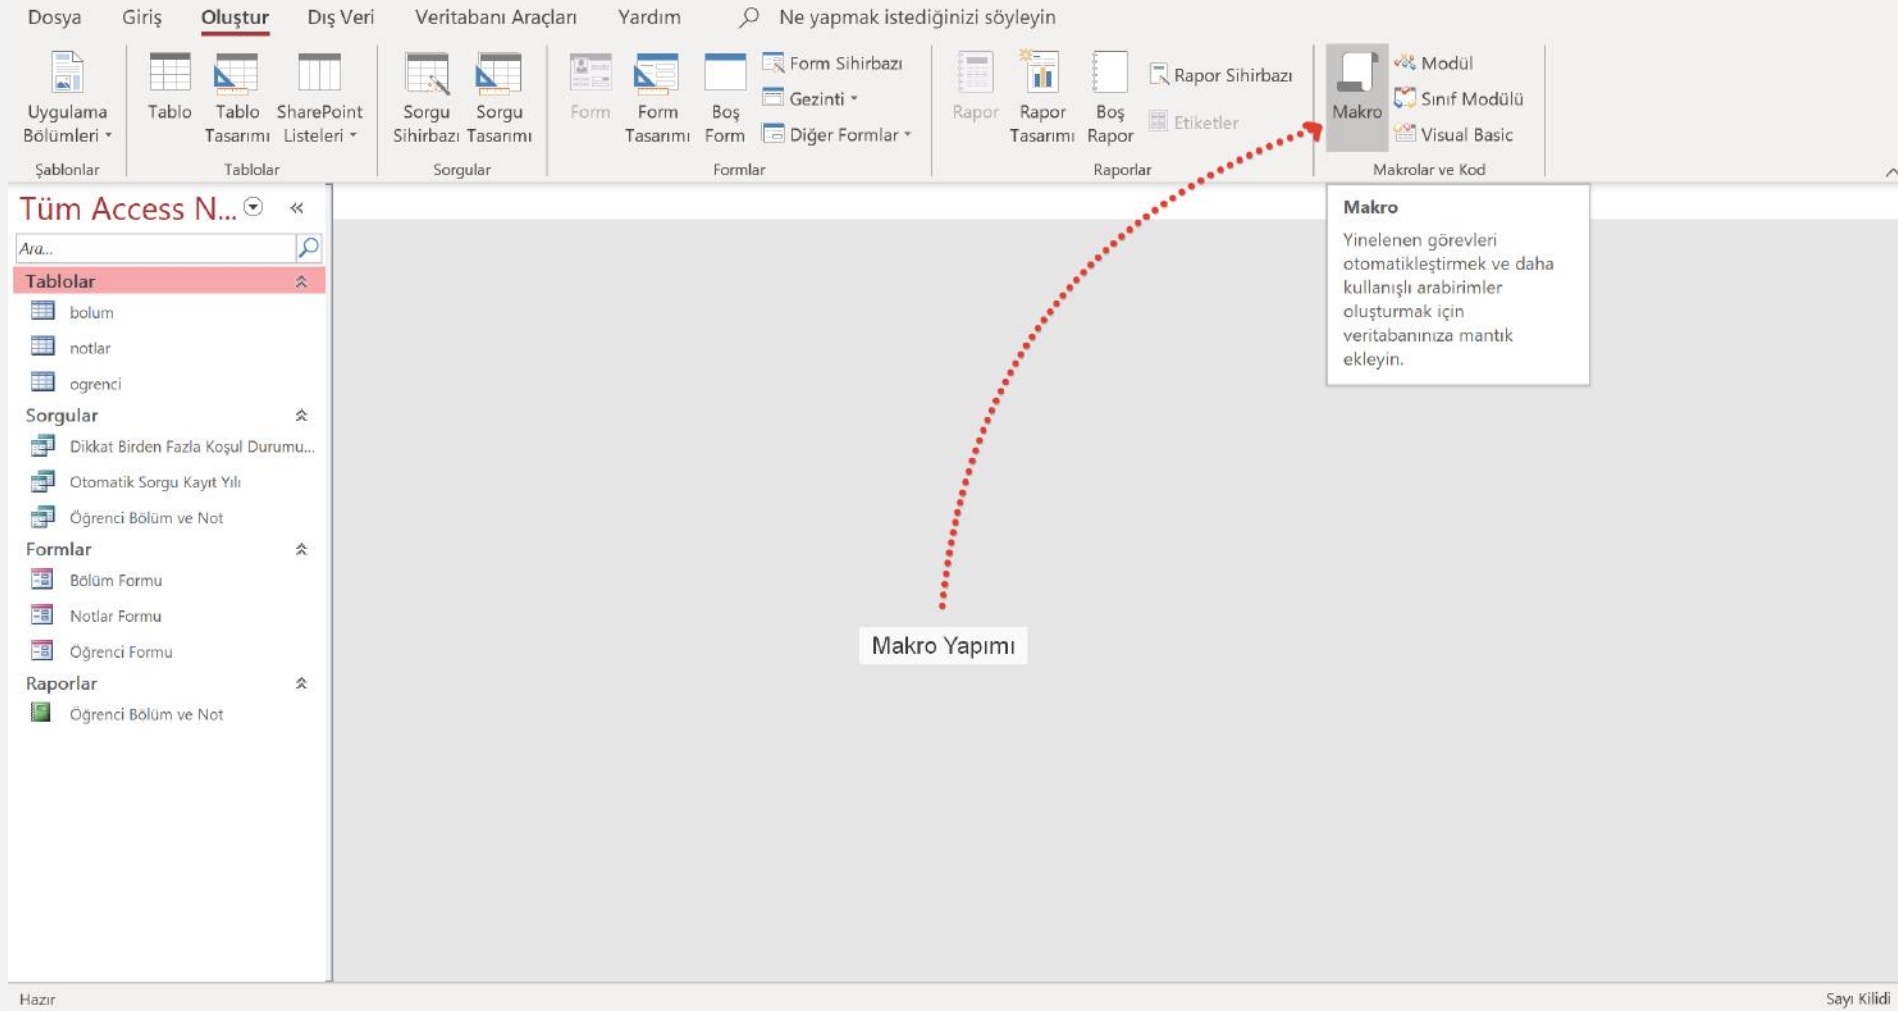 Dosya Giriş Oluştur Dış Veri Veritabanı Araçları Yardım Ne yapmak istediğinizi söyleyin
Uygulama Bölümleri
Tablo
Tablo Tasarımı
SharePoint Listeleri
Sorgu Sihirbazı
Sorgu Tasarımı
Form
Form Tasarımı
Boş Form
Form Sihirbazı
Gezinti
Diğer Formlar
Rapor
Rapor Tasarımı
Boş Rapor
Rapor Sihirbazı
Etiketler
Makro
Modül
Sınıf Modülü
Visual Basic
Şablonlar Tablolar Sorgular Formlar Raporlar Makrolar ve Kod
Tüm Access N...
Ara...
Tablolar
bolum
notlar
ogrenci
Sorgular
Dikkat Birden Fazla Koşul Durumu...
Otomatik Sorgu Kayıt Yılı
Öğrenci Bölüm ve Not
Formlar
Bölüm Formu
Notlar Formu
Öğrenci Formu
Raporlar
Öğrenci Bölüm ve Not
Makro
Yinelenen görevleri
otomatikleştirmek ve daha
kullanışlı arabirimler
oluşturmak için
veritabanınıza mantık
ekleyin.
Makro Yapımı
Hazır
Sayı Kilidi